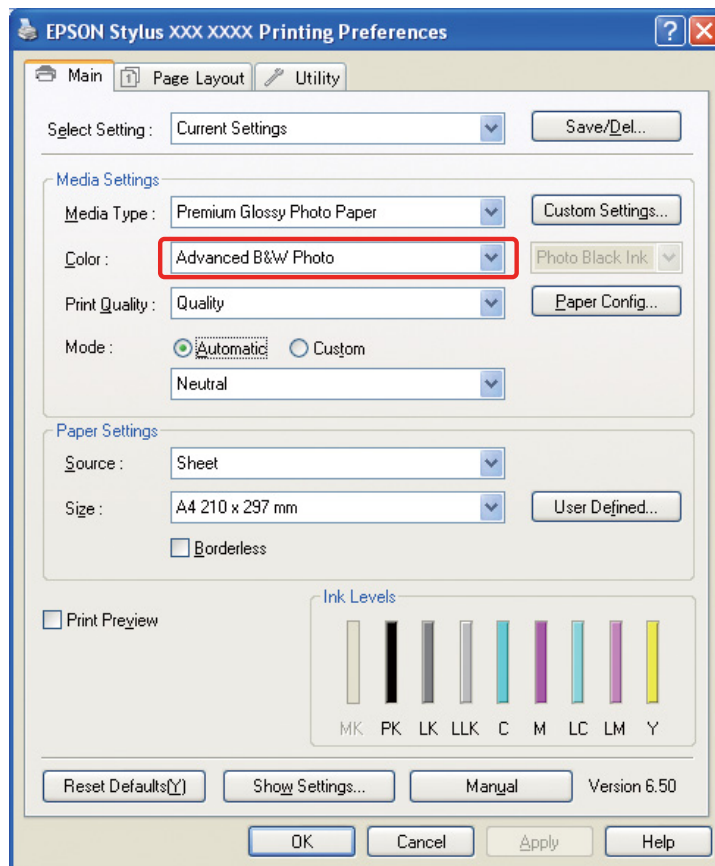 EPSON Stylus XXX XXXX Printing Preferences
Main
1 Page Layout
Utility
Select Setting : Current Settings Save/Del...
Media Settings
Media Type : Premium Glossy Photo Paper Custom Settings...
Color : Advanced B&W Photo Photo Black Ink
Print Quality : Quality Paper Config...
Mode : Automatic Custom
Neutral
Paper Settings
Source : Sheet
Size : A4 210 x 297 mm User Defined...
Borderless
Print Preview
Ink Levels
MK PK LK LLK C M LC LM Y
Reset Defaults(Y) Show Settings... Manual Version 6.50
OK Cancel Apply Help